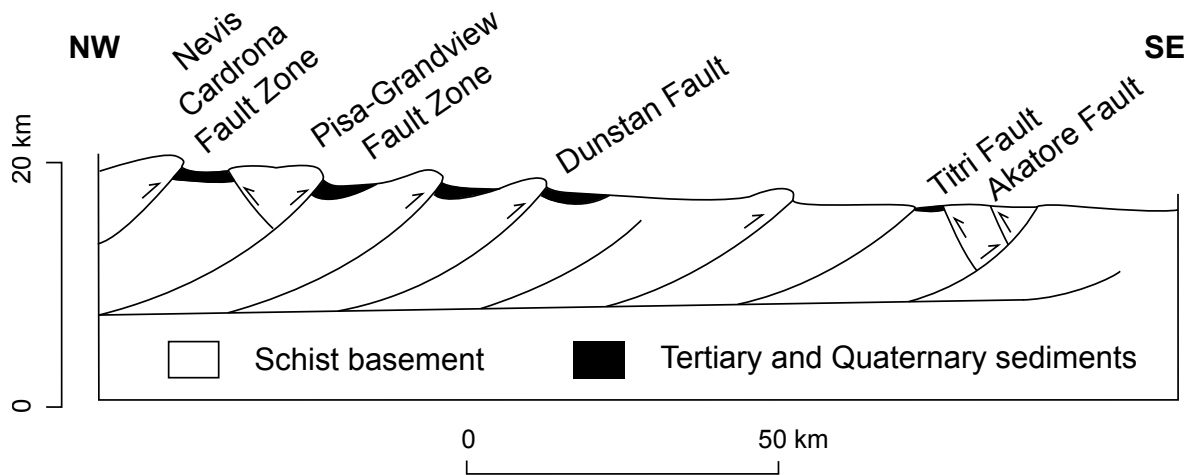 NW
Nevis
Cardrona
Fault Zone
Pisa-Grandview
Fault Zone
Dunstan Fault
Titri Fault
Akatore Fault
SE
20 km
0
Schist basement
Tertiary and Quaternary sediments
0
50 km